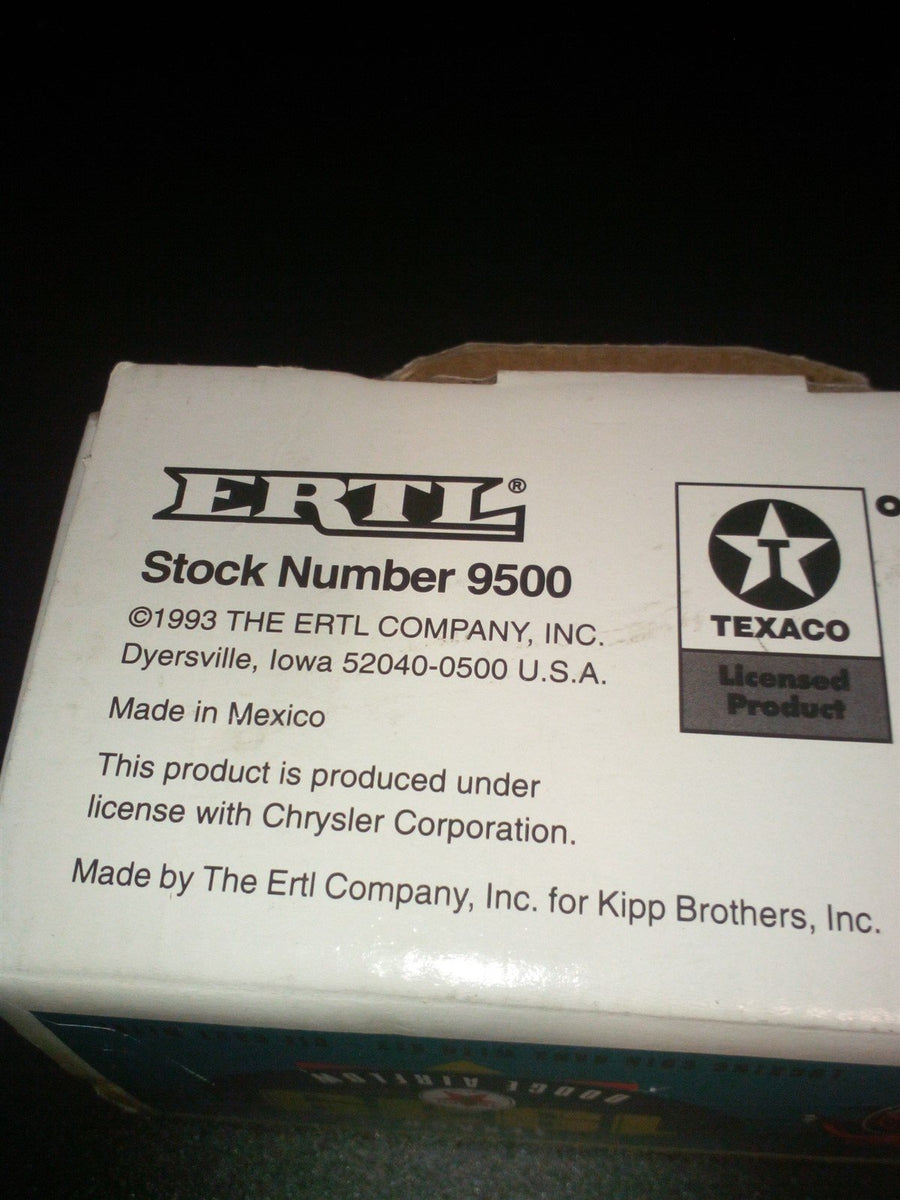 ERTL®
Stock Number 9500
©1993 THE ERTL COMPANY, INC.
Dyersville, Iowa 52040-0500 U.S.A.
Made in Mexico
This product is produced under
license with Chrysler Corporation.
Made by The Ertl Company, Inc. for Kipp Brothers, Inc.
T
TEXACO
Licensed
Product
DODGE AIRFLOW